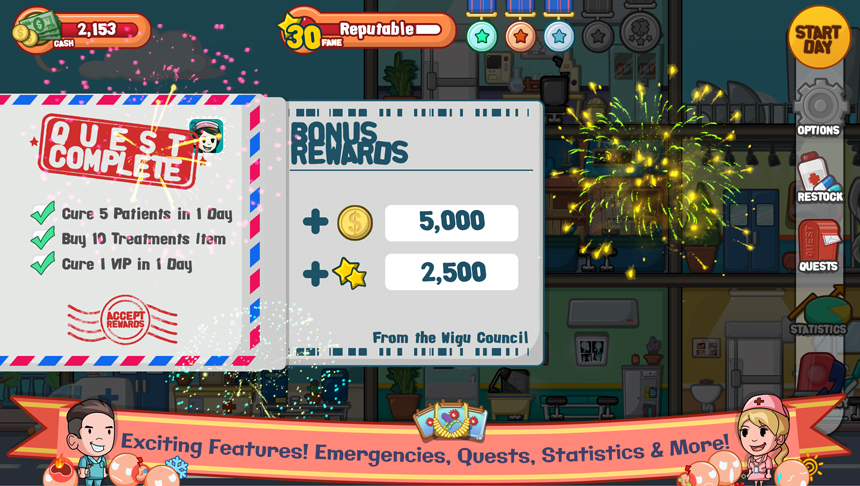 2,153
CASH
30
FAME
Reputable
START
DAY
OPTIONS
RESTOCK
QUESTS
STATISTICS
QUEST
COMPLETE
Cure 5 Patients in 1 Day
Buy 10 Treatments Item
Cure 1 VIP in 1 Day
ACCEPT
REWARDS
BONUS
REWARDS
+ 5,000
+ 2,500
From the Wigu Council
Exciting Features! Emergencies, Quests, Statistics & More!